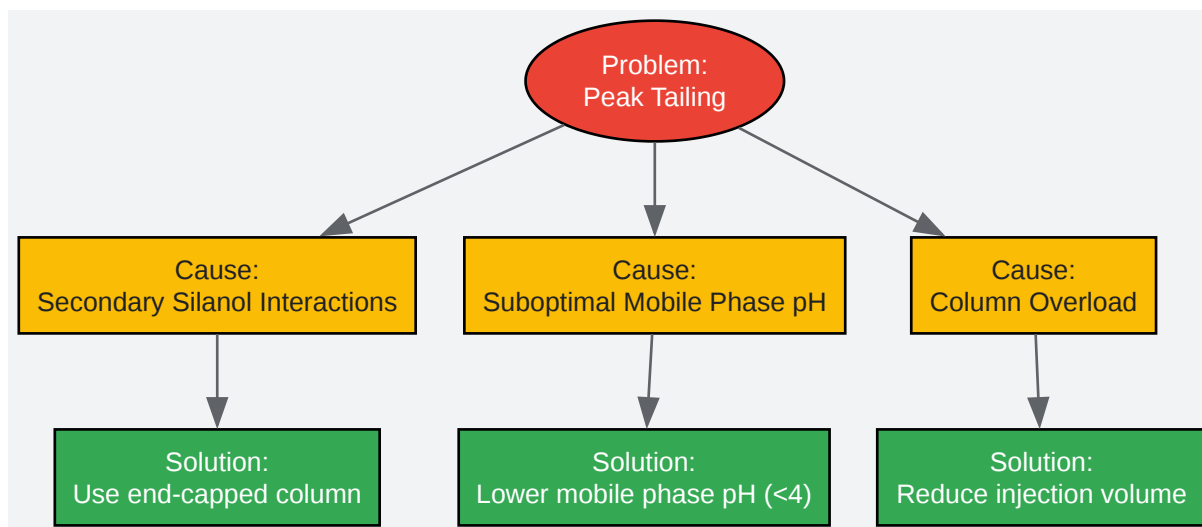 Problem:
Peak Tailing
Cause:
Secondary Silanol Interactions
Cause:
Suboptimal Mobile Phase pH
Cause:
Column Overload
Solution:
Use end-capped column
Solution:
Lower mobile phase pH (<4)
Solution:
Reduce injection volume